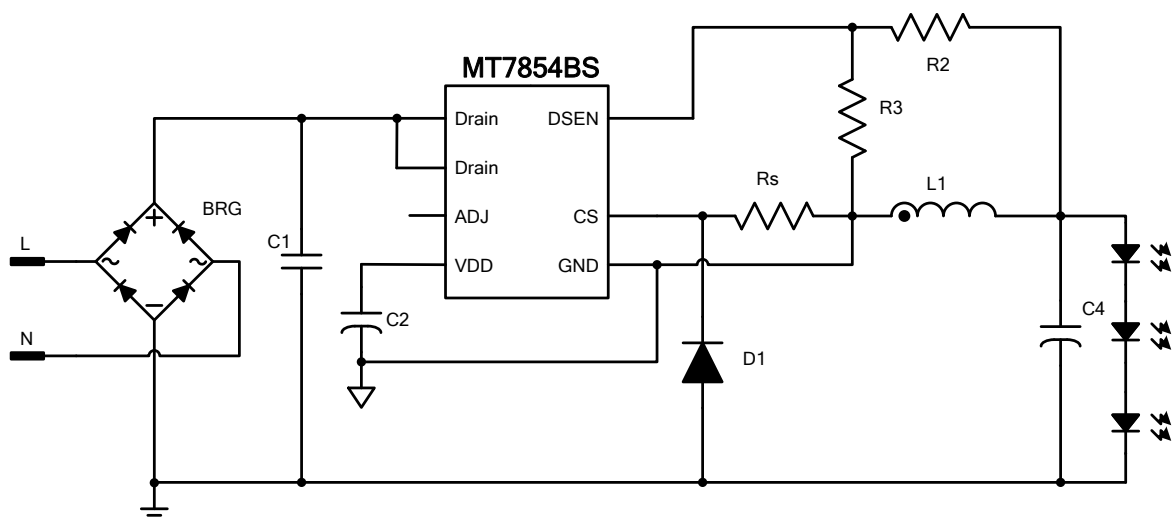 MT7854BS
R2
R3
Drain
DSEN
Drain
Rs
L1
BRG
ADJ
CS
L
C1
VDD
GND
C2
C4
N
D1